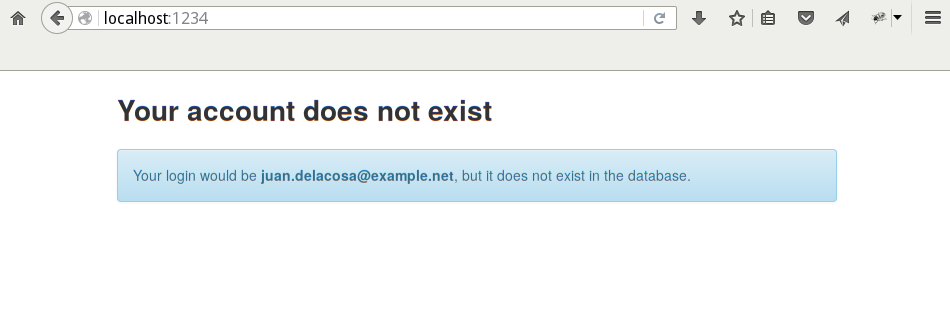 localhost:1234
Your account does not exist
Your login would be juan.delacosa@example.net, but it does not exist in the database.